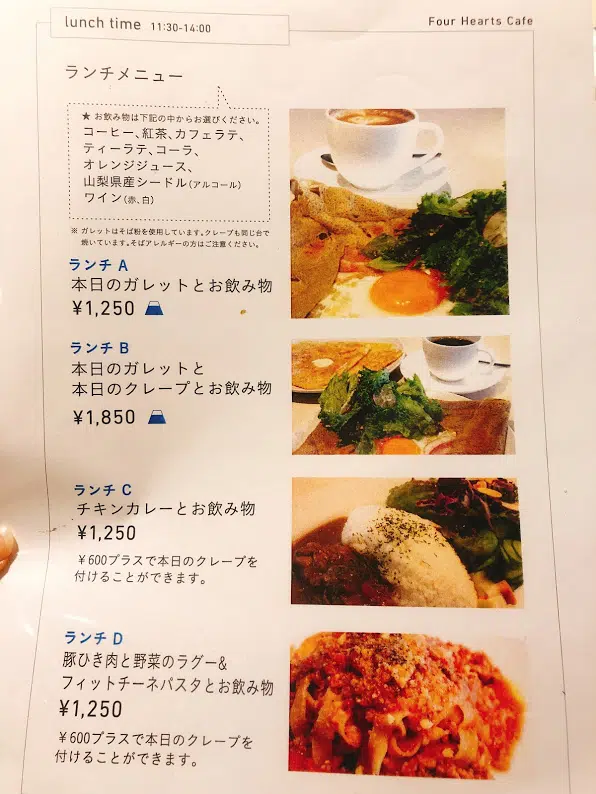 lunch time 11:30-14:00
Four Hearts Cafe
ランチメニュー
★ お飲み物は下記の中からお選びください。
コーヒー、紅茶、カフェラテ、
ティーラテ、コーラ、
オレンジジュース、
山梨県産シードル(アルコール)
ワイン(赤、白)
※ ガレットはそば粉を使用しています。クレープも同じ台で
焼いています。そばアレルギーの方はご注意ください。
ランチ A
本日のガレットとお飲み物
¥1,250
ランチ B
本日のガレットと
本日のクレープとお飲み物
¥1,850
ランチ C
チキンカレーとお飲み物
¥1,250
¥600プラスで本日のクレープを
付けることができます。
ランチ D
豚ひき肉と野菜のラグー&
フィットチーネパスタとお飲み物
¥1,250
¥600プラスで本日のクレープを
付けることができます。